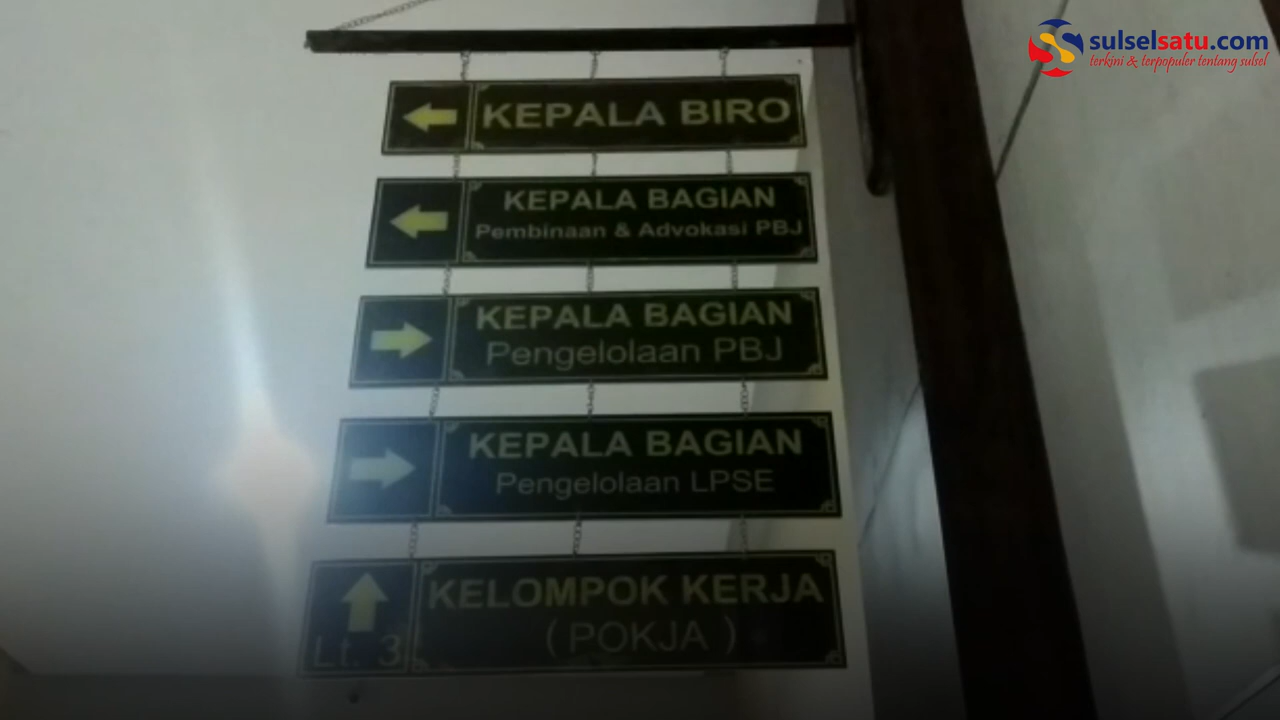 sulselsatu.com
terkini & terpopuler tentang sulsel
KEPALA BIRO
KEPALA BAGIAN
Pembinaan & Advokasi PBJ
KEPALA BAGIAN
Pengelolaan PBJ
KEPALA BAGIAN
Pengelolaan LPSE
KELOMPOK KERJA
( POKJA )
Lt. 3